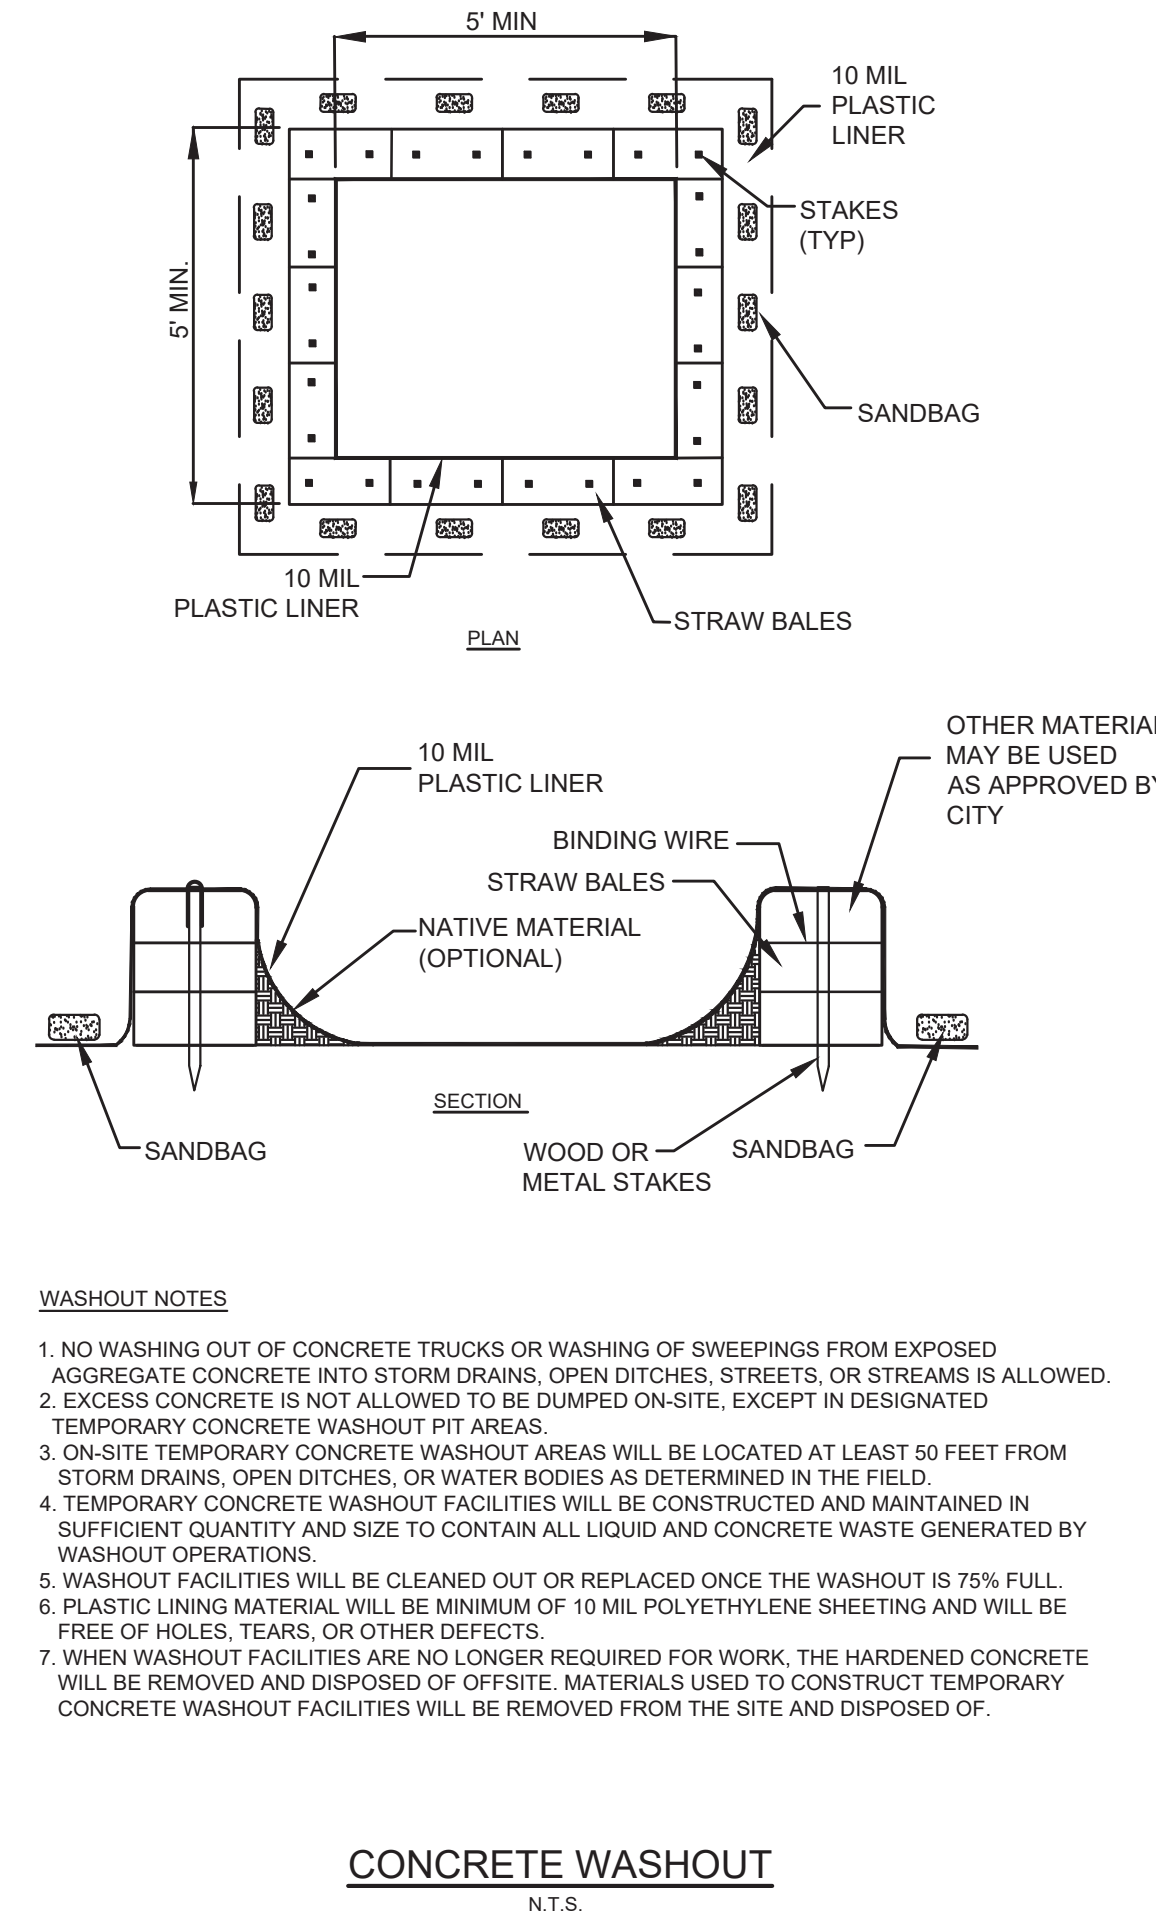 5' MIN
10 MIL
PLASTIC
LINER
STAKES
(TYP)
5' MIN.
SANDBAG
10 MIL
PLASTIC LINER
STRAW BALES
PLAN
OTHER MATERIAL
MAY BE USED
AS APPROVED BY
CITY
10 MIL
PLASTIC LINER
BINDING WIRE
STRAW BALES
NATIVE MATERIAL
(OPTIONAL)
SECTION
SANDBAG
WOOD OR
METAL STAKES
SANDBAG
WASHOUT NOTES
1. NO WASHING OUT OF CONCRETE TRUCKS OR WASHING OF SWEEPINGS FROM EXPOSED
AGGREGATE CONCRETE INTO STORM DRAINS, OPEN DITCHES, STREETS, OR STREAMS IS ALLOWED.
2. EXCESS CONCRETE IS NOT ALLOWED TO BE DUMPED ON-SITE, EXCEPT IN DESIGNATED
TEMPORARY CONCRETE WASHOUT PIT AREAS.
3. ON-SITE TEMPORARY CONCRETE WASHOUT AREAS WILL BE LOCATED AT LEAST 50 FEET FROM
STORM DRAINS, OPEN DITCHES, OR WATER BODIES AS DETERMINED IN THE FIELD.
4. TEMPORARY CONCRETE WASHOUT FACILITIES WILL BE CONSTRUCTED AND MAINTAINED IN
SUFFICIENT QUANTITY AND SIZE TO CONTAIN ALL LIQUID AND CONCRETE WASTE GENERATED BY
WASHOUT OPERATIONS.
5. WASHOUT FACILITIES WILL BE CLEANED OUT OR REPLACED ONCE THE WASHOUT IS 75% FULL.
6. PLASTIC LINING MATERIAL WILL BE MINIMUM OF 10 MIL POLYETHYLENE SHEETING AND WILL BE
FREE OF HOLES, TEARS, OR OTHER DEFECTS.
7. WHEN WASHOUT FACILITIES ARE NO LONGER REQUIRED FOR WORK, THE HARDENED CONCRETE
WILL BE REMOVED AND DISPOSED OF OFFSITE. MATERIALS USED TO CONSTRUCT TEMPORARY
CONCRETE WASHOUT FACILITIES WILL BE REMOVED FROM THE SITE AND DISPOSED OF.
CONCRETE WASHOUT
N.T.S.